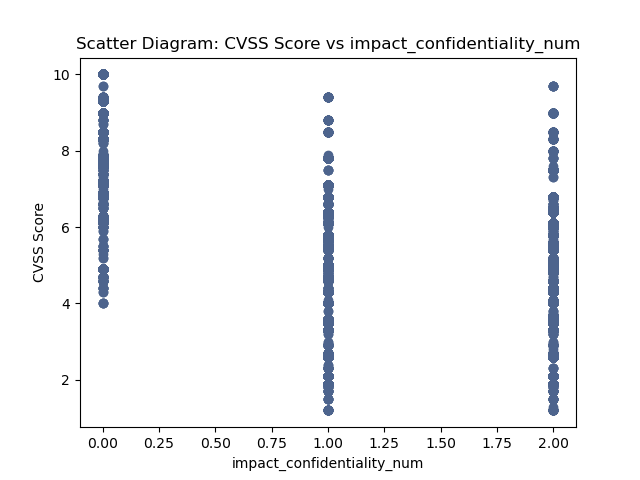 Scatter Diagram: CVSS Score vs impact_confidentiality_num
10
8
6
4
2
CVSS Score
0.00 0.25 0.50 0.75 1.00 1.25 1.50 1.75 2.00
impact_confidentiality_num